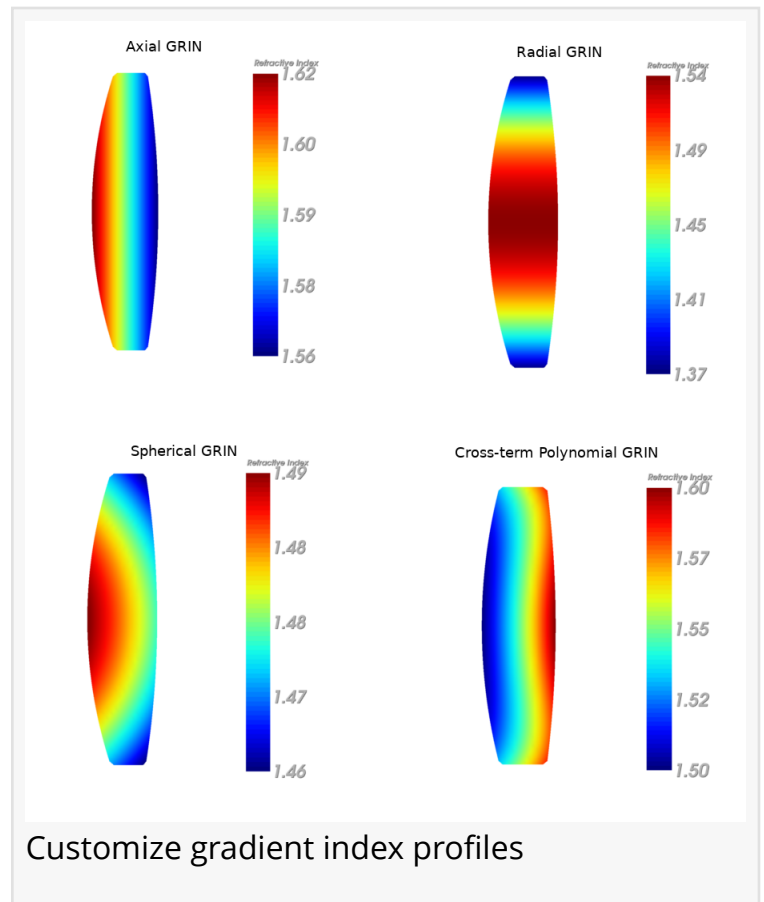 Axial GRIN
Refractive Index
1.62
1.60
1.59
1.58
1.56
Radial GRIN
Refractive Index
1.54
1.49
1.45
1.41
1.37
Spherical GRIN
Refractive Index
1.49
1.48
1.48
1.47
1.46
Cross-term Polynomial GRIN
Refractive Index
1.60
1.57
1.55
1.52
1.50
Customize gradient index profiles